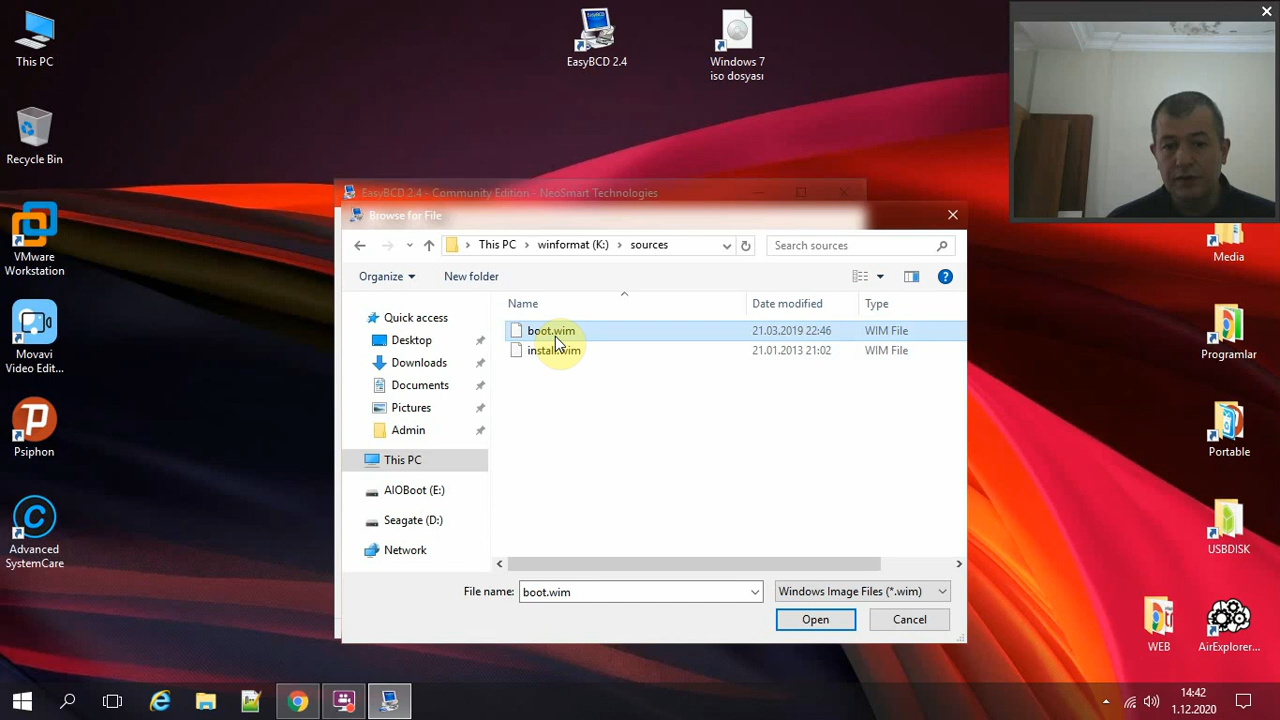 This PC
EasyBCD 2.4
Windows 7
iso dosyası
Recycle Bin
VMware
Workstation
Movavi
Video Edit...
Psiphon
Advanced
SystemCare
Media
Programlar
Portable
USBDISK
WEB
AirExplorer...
EasyBCD 2.4 - Community Edition - NeoSmart Technologies
Browse for File
This PC
winformat (K:)
sources
Search sources
Organize
New folder
Name
Date modified
Type
boot.wim
21.03.2019 22:46
WIM File
install.wim
21.01.2013 21:02
WIM File
Quick access
Desktop
Downloads
Documents
Pictures
Admin
This PC
AIOBoot (E:)
Seagate (D:)
Network
File name:
boot.wim
Windows Image Files (*.wim)
Open
Cancel
14:42
1.12.2020